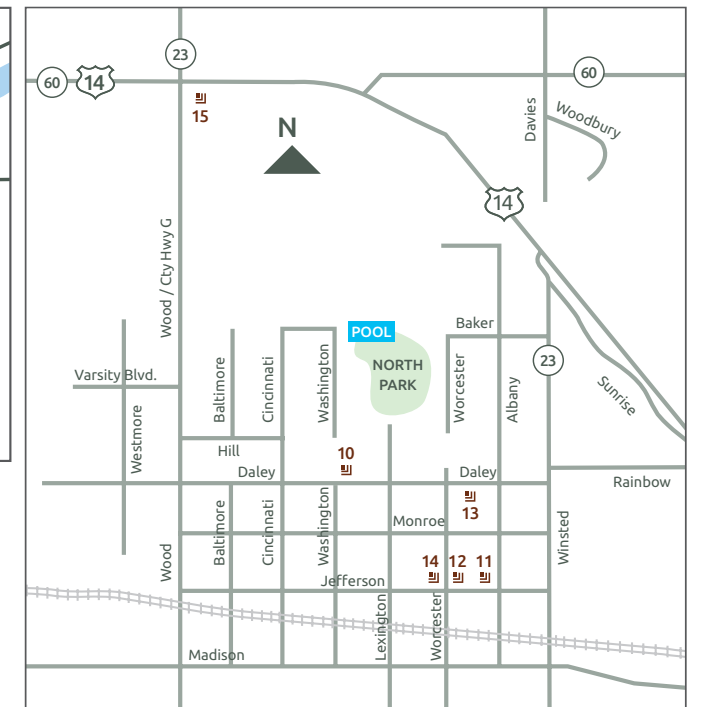 23
60
14
60
15
Davies
Woodbury
N
14
Wood / Cty Hwy G
POOL
Baker
NORTH
PARK
23
Varsity Blvd.
Baltimore
Cincinnati
Washington
Worcester
Albany
Sunrise
Westmore
Hill
10
Daley
Daley
Rainbow
13
Baltimore
Cincinnati
Washington
Monroe
Winsted
Wood
14
12
11
Jefferson
Lexington
Worcester
Madison